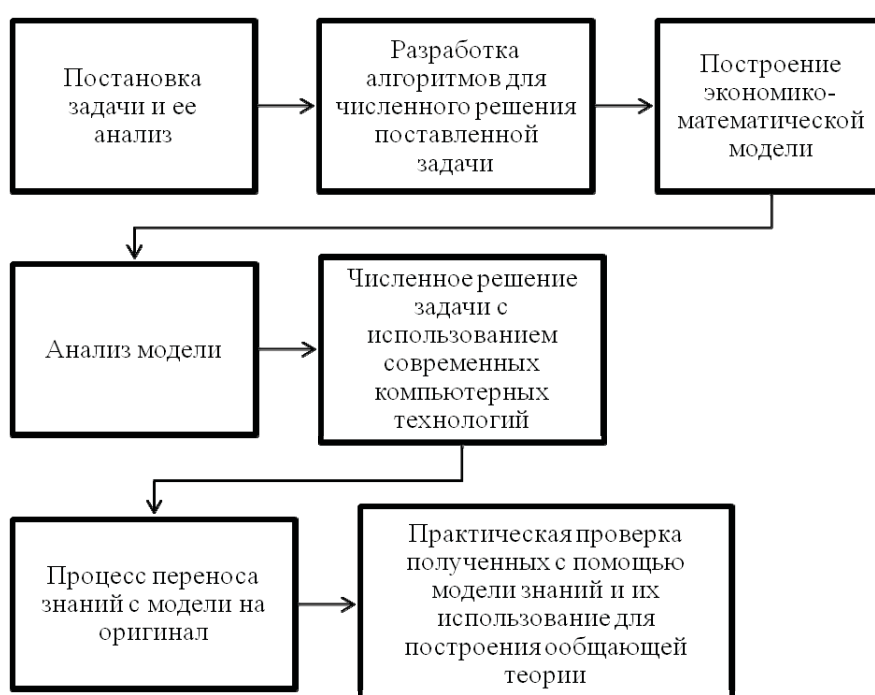 Постановка
задачи и ее
анализ
Разработка
алгоритмов для
численного решения
поставленной
задачи
Построение
экономико-
математической
модели
Анализ модели
Численное решение
задачи с
использованием
современных
компьютерных
технологий
Процесс переноса
знаний с модели на
оригинал
Практическая проверка
полученных с помощью
модели знаний и их
использование для
построения ообщающей
теории